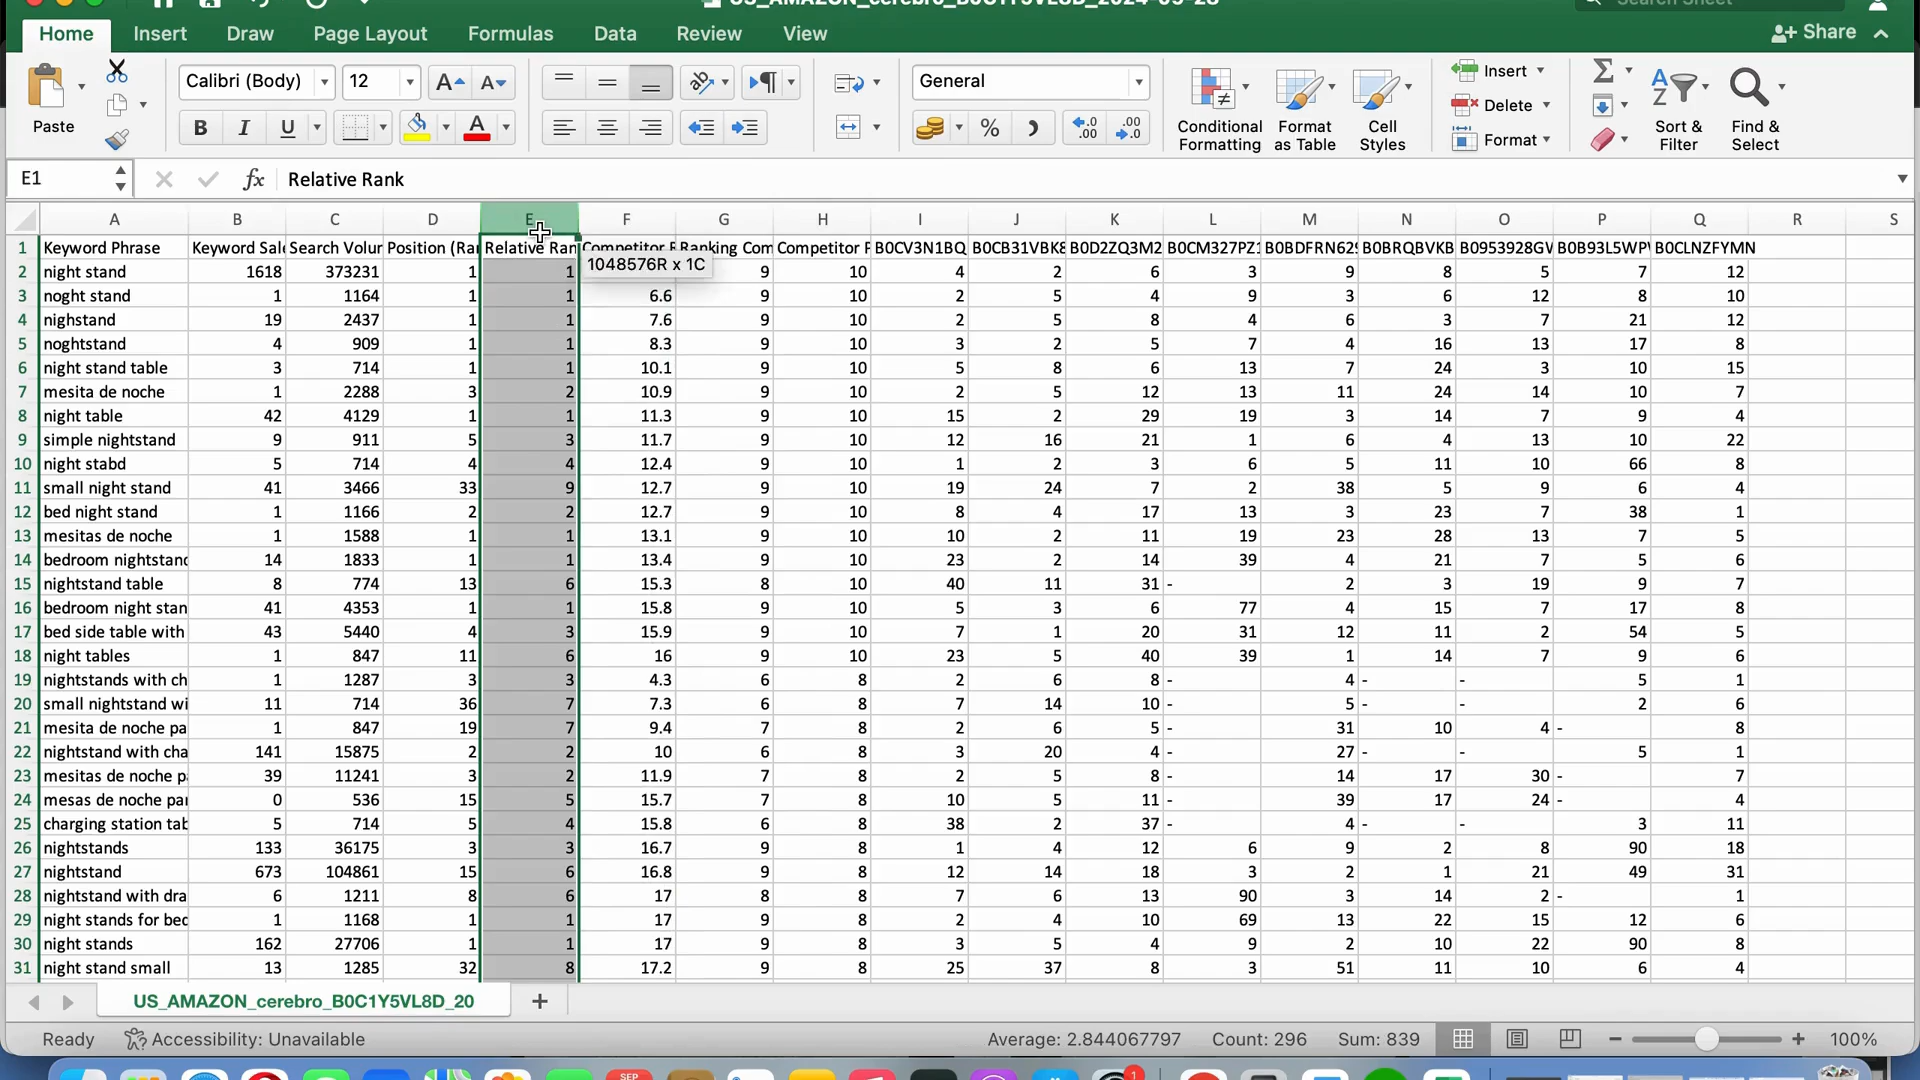 US_AMAZON_cerebro_B0C1Y5VL8D_2024-09-28
Search Sheet
Home Insert Draw Page Layout Formulas Data Review View Share
Calibri (Body) 12 General Insert
Delete
Paste Conditional Formatting Format as Table Cell Styles Format Sort & Filter Find & Select
E1 fx Relative Rank
A B C D E F G H I J K L M N O P Q R S
1 Keyword Phrase Keyword Sale Search Volum Position (Ran Relative Ran Competitor R Ranking Com Competitor P B0CV3N1BQ B0CB31VBK8 B0D2ZQ3M2 B0CM327PZ1 B0BDFRN629 B0BRQBVKB B0953928GV B0B93L5WPV B0CLNZFYMN
1048576R x 1C
2 night stand 1618 373231 1 1 9 10 4 2 6 3 9 8 5 7 12
3 noght stand 1 1164 1 1 6.6 9 10 2 5 4 9 3 6 12 8 10
4 nighstand 19 2437 1 1 7.6 9 10 2 5 8 4 6 3 7 21 12
5 noghtstand 4 909 1 1 8.3 9 10 3 2 5 7 4 16 13 17 8
6 night stand table 3 714 1 1 10.1 9 10 5 8 6 13 7 24 3 10 15
7 mesita de noche 1 2288 3 2 10.9 9 10 2 5 12 13 11 24 14 10 7
8 night table 42 4129 1 1 11.3 9 10 15 2 29 19 3 14 7 9 4
9 simple nightstand 9 911 5 3 11.7 9 10 12 16 21 1 6 4 13 10 22
10 night stabd 5 714 4 4 12.4 9 10 1 2 3 6 5 11 10 66 8
11 small night stand 41 3466 33 9 12.7 9 10 19 24 7 2 38 5 9 6 4
12 bed night stand 1 1166 2 2 12.7 9 10 8 4 17 13 3 23 7 38 1
13 mesitas de noche 1 1588 1 1 13.1 9 10 10 2 11 19 23 28 13 7 5
14 bedroom nightstand 14 1833 1 1 13.4 9 10 23 2 14 39 4 21 7 5 6
15 nightstand table 8 774 13 6 15.3 8 10 40 11 31 - 2 3 19 9 7
16 bedroom night stan 41 4353 1 1 15.8 9 10 5 3 6 77 4 15 7 17 8
17 bed side table with 43 5440 4 3 15.9 9 10 7 1 20 31 12 11 2 54 5
18 night tables 1 847 11 6 16 9 10 23 5 40 39 1 14 7 9 6
19 nightstands with ch 1 1287 3 3 4.3 6 8 2 6 8 - 4 - - 5 1
20 small nightstand wi 11 714 36 7 7.3 6 8 7 14 10 - 5 - - 2 6
21 mesita de noche pa 1 847 19 7 9.4 7 8 2 6 5 - 31 10 4 - 8
22 nightstand with cha 141 15875 2 2 10 6 8 3 20 4 - 27 - - 5 1
23 mesitas de noche p 39 11241 3 2 11.9 7 8 2 5 8 - 14 17 30 - 7
24 mesas de noche par 0 536 15 5 15.7 7 8 10 5 11 - 39 17 24 - 4
25 charging station tab 5 714 5 4 15.8 6 8 38 2 37 - 4 - - 3 11
26 nightstands 133 36175 3 3 16.7 9 8 1 4 12 6 9 2 8 90 18
27 nightstand 673 104861 15 6 16.8 9 8 12 14 18 3 2 1 21 49 31
28 nightstand with dra 6 1211 8 6 17 8 8 7 6 13 90 3 14 2 - 1
29 night stands for bed 1 1168 1 1 17 9 8 2 4 10 69 13 22 15 12 6
30 night stands 162 27706 1 1 17 9 8 3 5 4 9 2 10 22 90 8
31 night stand small 13 1285 32 8 17.2 9 8 25 37 8 3 51 11 10 6 4
US_AMAZON_cerebro_B0C1Y5VL8D_20 +
Ready Accessibility: Unavailable Average: 2.844067797 Count: 296 Sum: 839 100%
SEP 1